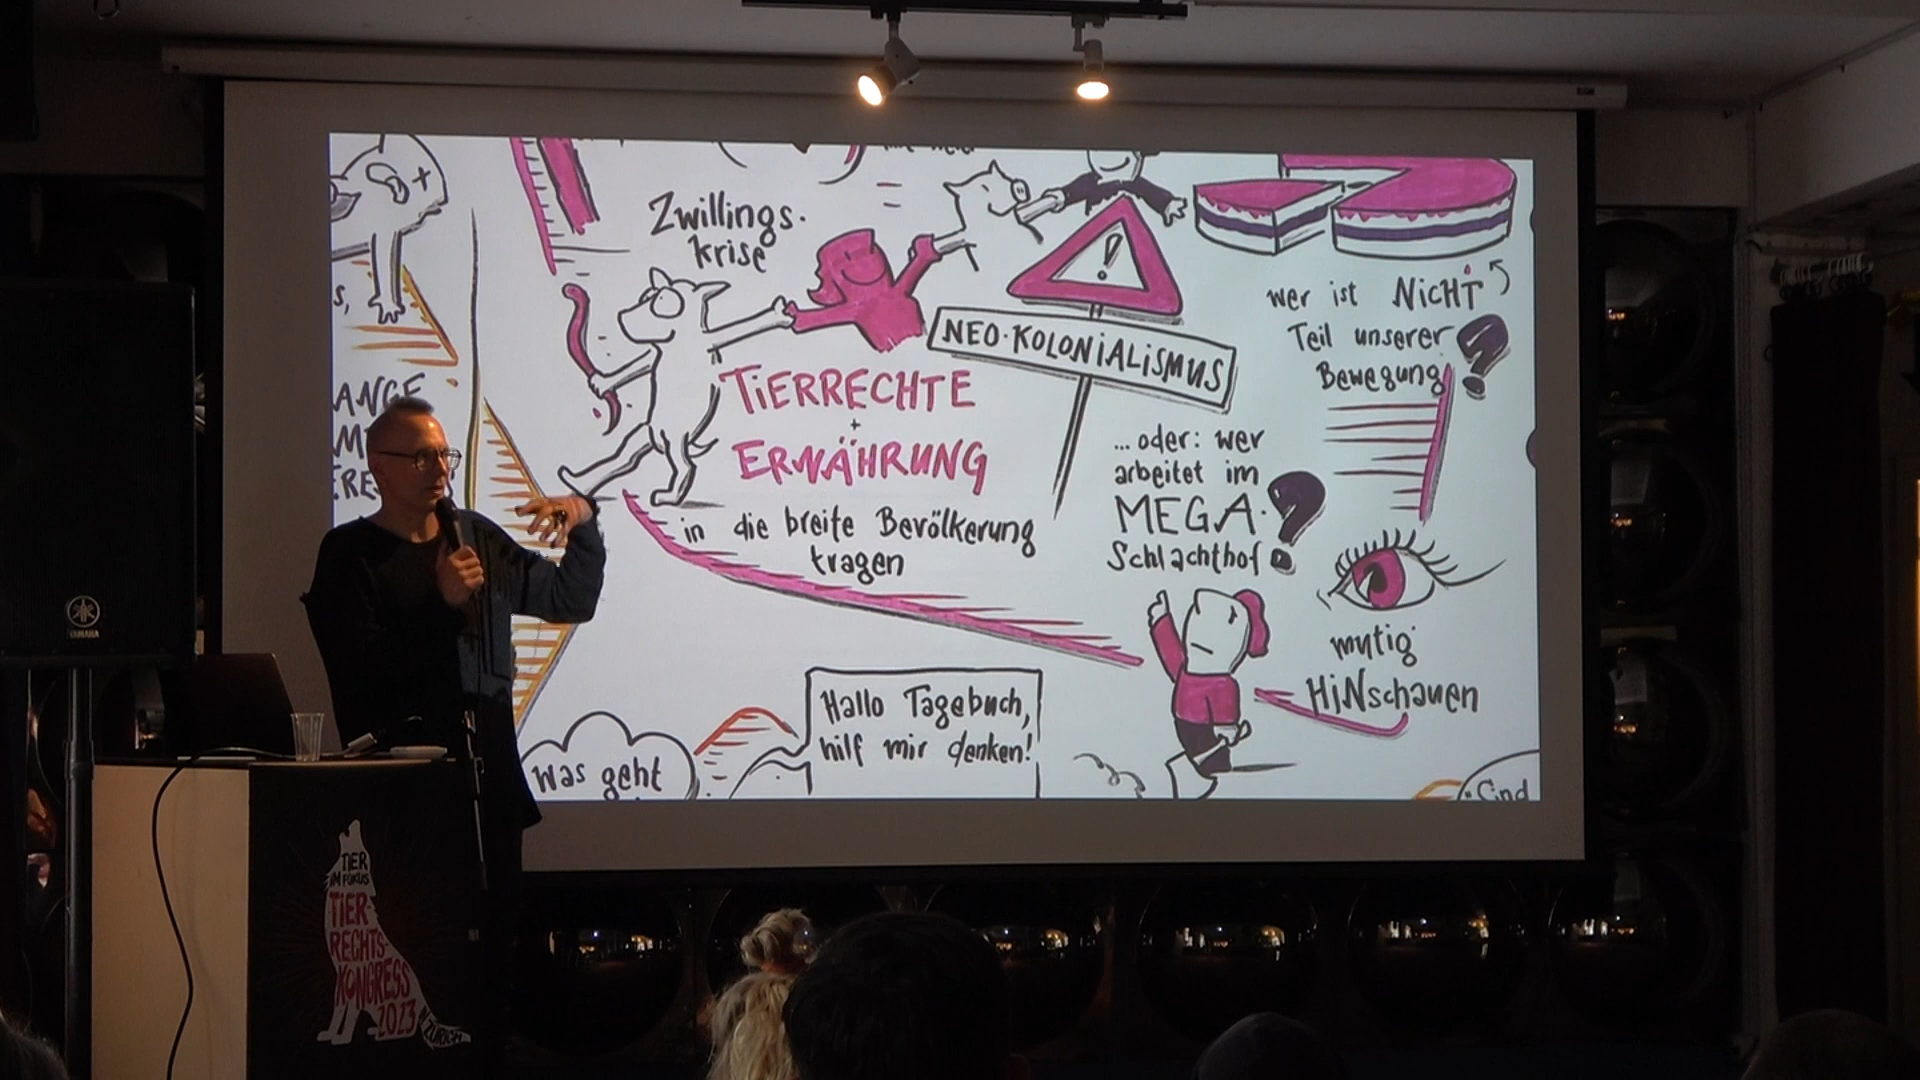 Zwillings-
krise
NEO-KOLONiALiSMUS
TiERRECHTE
+
ERNÄHRUNG
in die breite Bevölkerung
tragen
wer ist NiCHT
Teil unserer
Bewegung?
... oder: wer
arbeitet im
MEGA-
Schlachthof?
mutig
HiNschauen
Hallo Tagebuch,
hilf mir denken!
Was geht
ANGE
YAMAHA
TIER
IM FOKUS
TIER-
RECHTS-
KONGRESS
2023
ZÜRICH